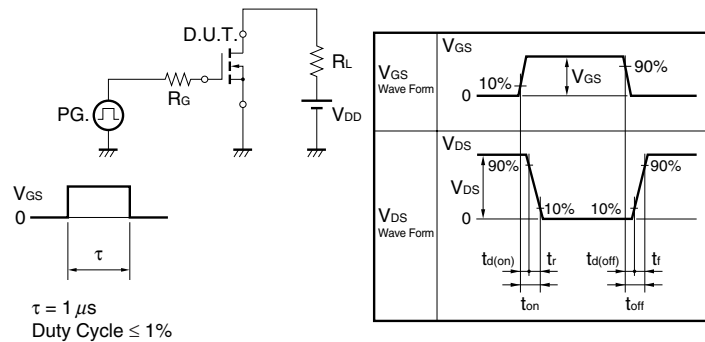 D.U.T.
RG
PG.
RL
VDD
VGS
0
τ
τ = 1 μs
Duty Cycle ≤ 1%
VGS
Wave Form
VGS
10%
0
VGS
90%
VDS
Wave Form
VDS
90%
90%
VDS
10%
10%
0
td(on)
tr
td(off)
tf
ton
toff